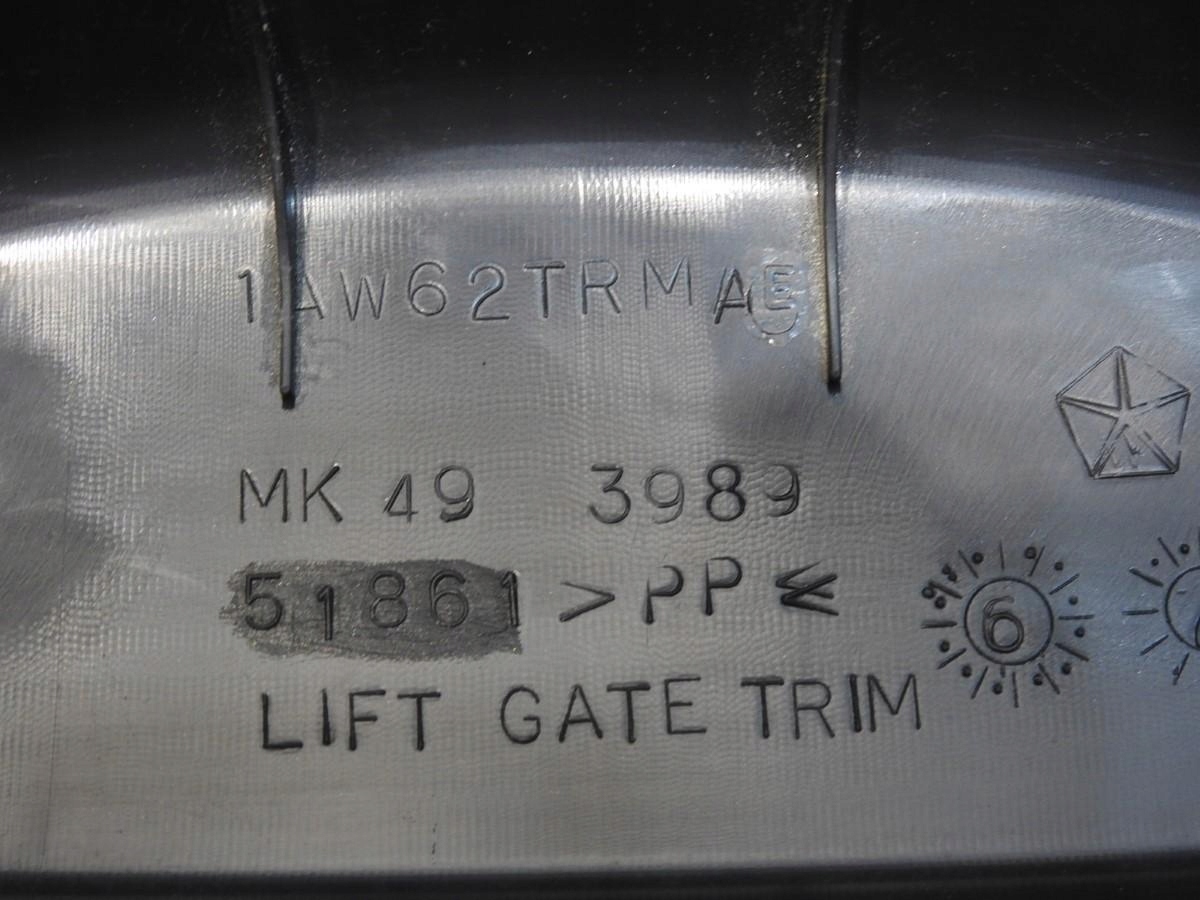 1AW62TRMAE
MK 49 3989
51861 >PP<
LIFT GATE TRIM
6